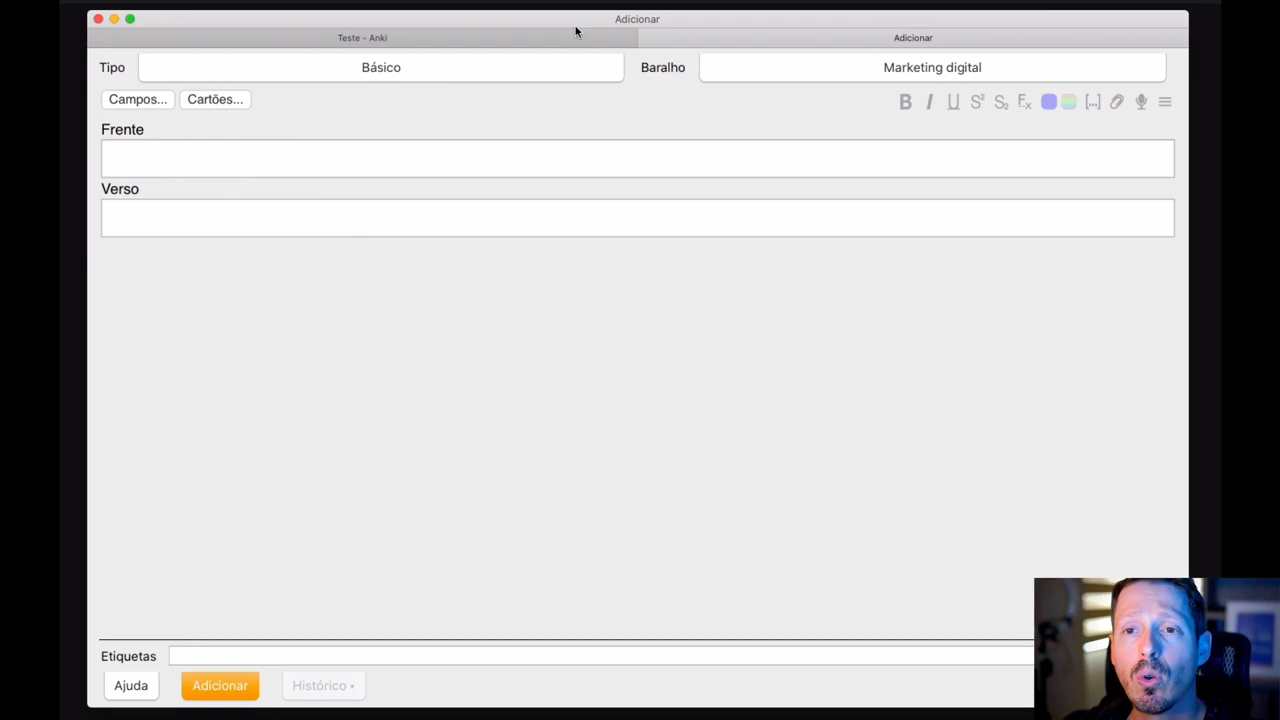 Adicionar
Teste - Anki
Adicionar
Tipo
Básico
Baralho
Marketing digital
Campos...
Cartões...
Frente
Verso
Etiquetas
Ajuda
Adicionar
Histórico